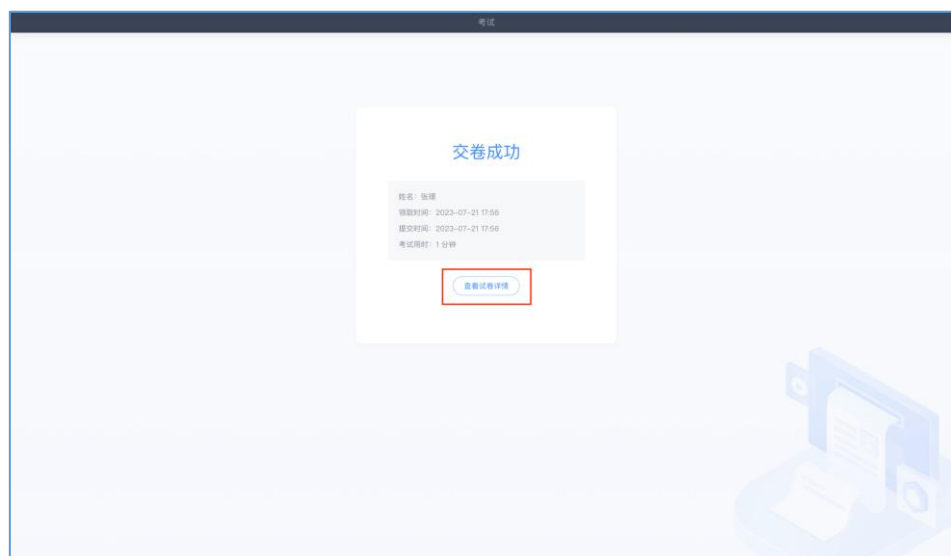 考试
交卷成功
姓名：张璟
领取时间：2023-07-21 17:56
提交时间：2023-07-21 17:56
考试用时：1 分钟
查看试卷详情